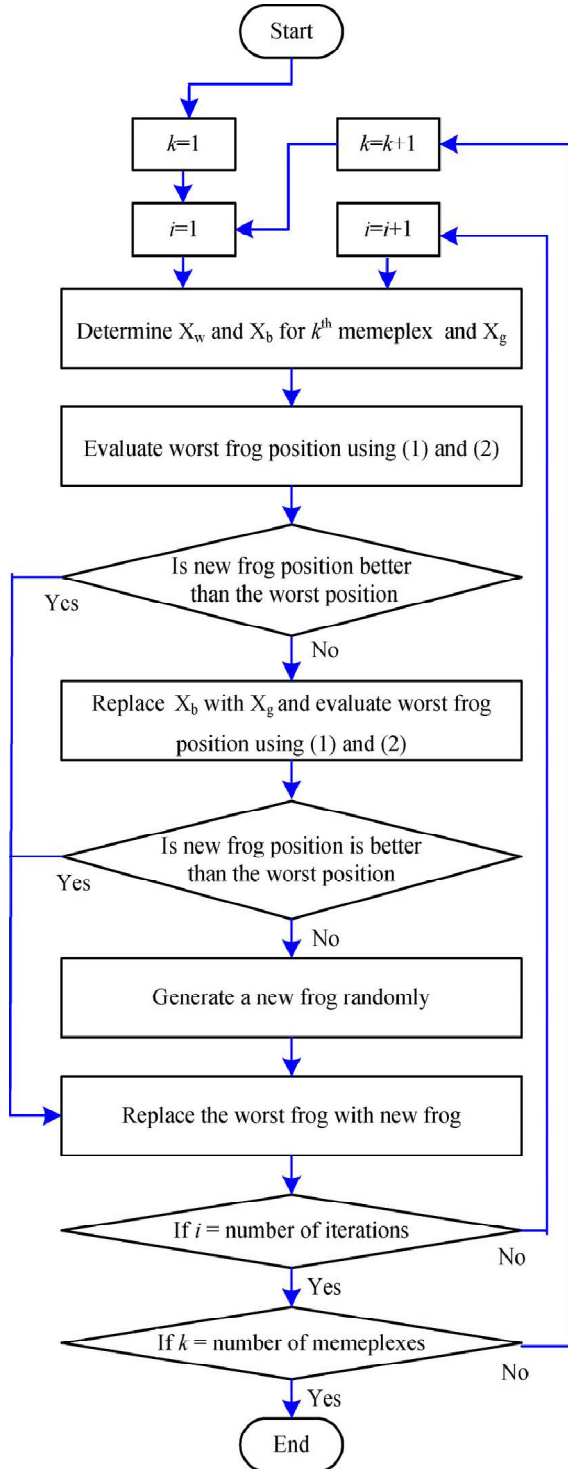 Start
k=1
k=k+1
i=1
i=i+1
Determine Xw and Xb for kth memeplex and Xg
Evaluate worst frog position using (1) and (2)
Is new frog position better
than the worst position
Yes
No
Replace Xb with Xg and evaluate worst frog
position using (1) and (2)
Is new frog position is better
than the worst position
Yes
No
Generate a new frog randomly
Replace the worst frog with new frog
If i = number of iterations
No
Yes
If k = number of memeplexes
No
Yes
End